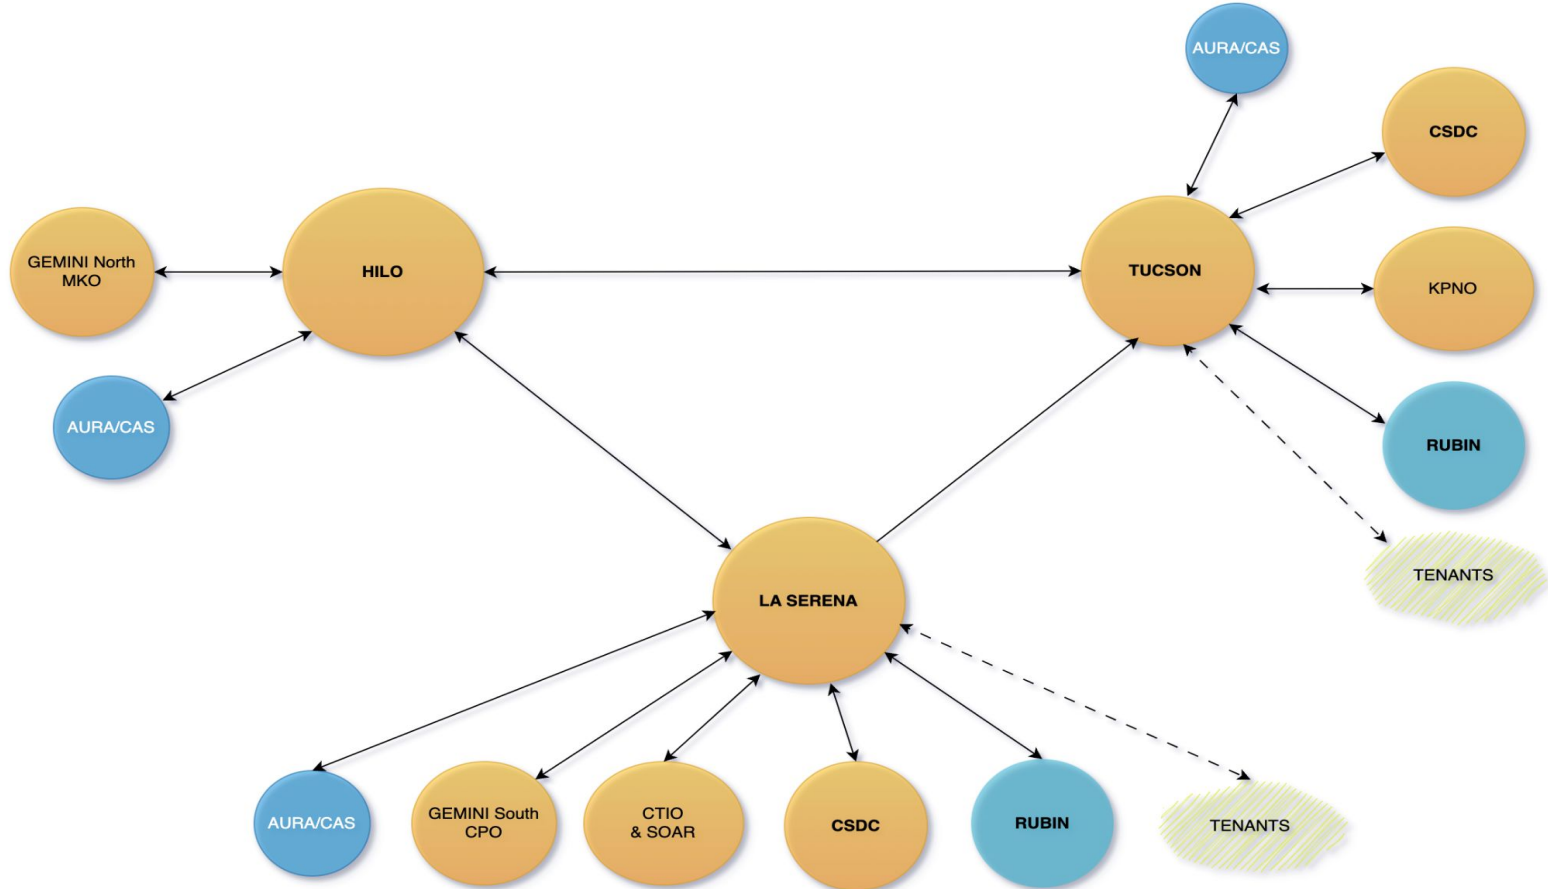 AURA/CAS
CSDC
GEMINI North
MKO
HILO
TUCSON
KPNO
AURA/CAS
RUBIN
TENANTS
LA SERENA
AURA/CAS
GEMINI South
CPO
CTIO
& SOAR
CSDC
RUBIN
TENANTS